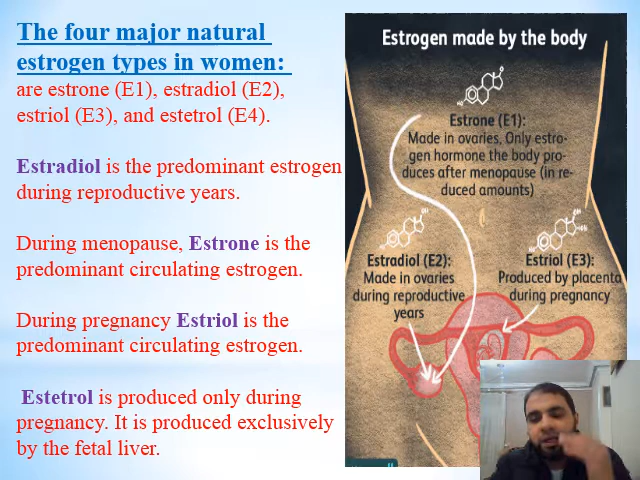 The four major natural
estrogen types in women:
are estrone (E1), estradiol (E2),
estriol (E3), and estetrol (E4).
Estradiol is the predominant estrogen
during reproductive years.
During menopause, Estrone is the
predominant circulating estrogen.
During pregnancy Estriol is the
predominant circulating estrogen.
Estetrol is produced only during
pregnancy. It is produced exclusively
by the fetal liver.
Estrogen made by the body
Estrone (E1):
Made in ovaries, Only estro-
gen hormone the body pro-
duces after menopause (in re-
duced amounts)
Estradiol (E2):
Made in ovaries
during reproductive
years
Estriol (E3):
Produced by placenta
during pregnancy